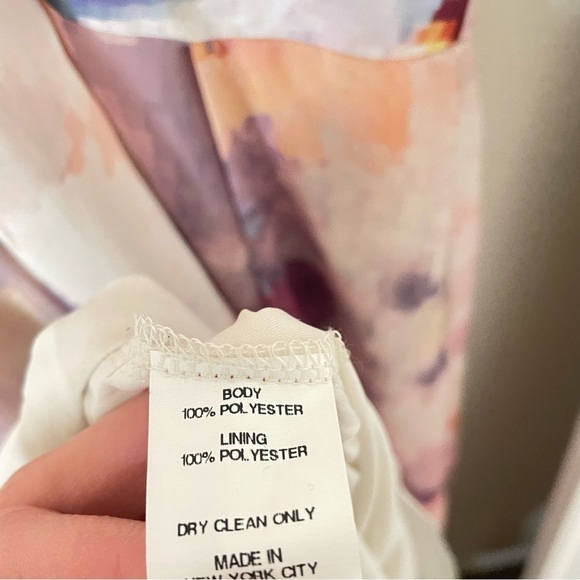 BODY
100% POLYESTER
LINING
100% POLYESTER
DRY CLEAN ONLY
MADE IN
NEW YORK CITY